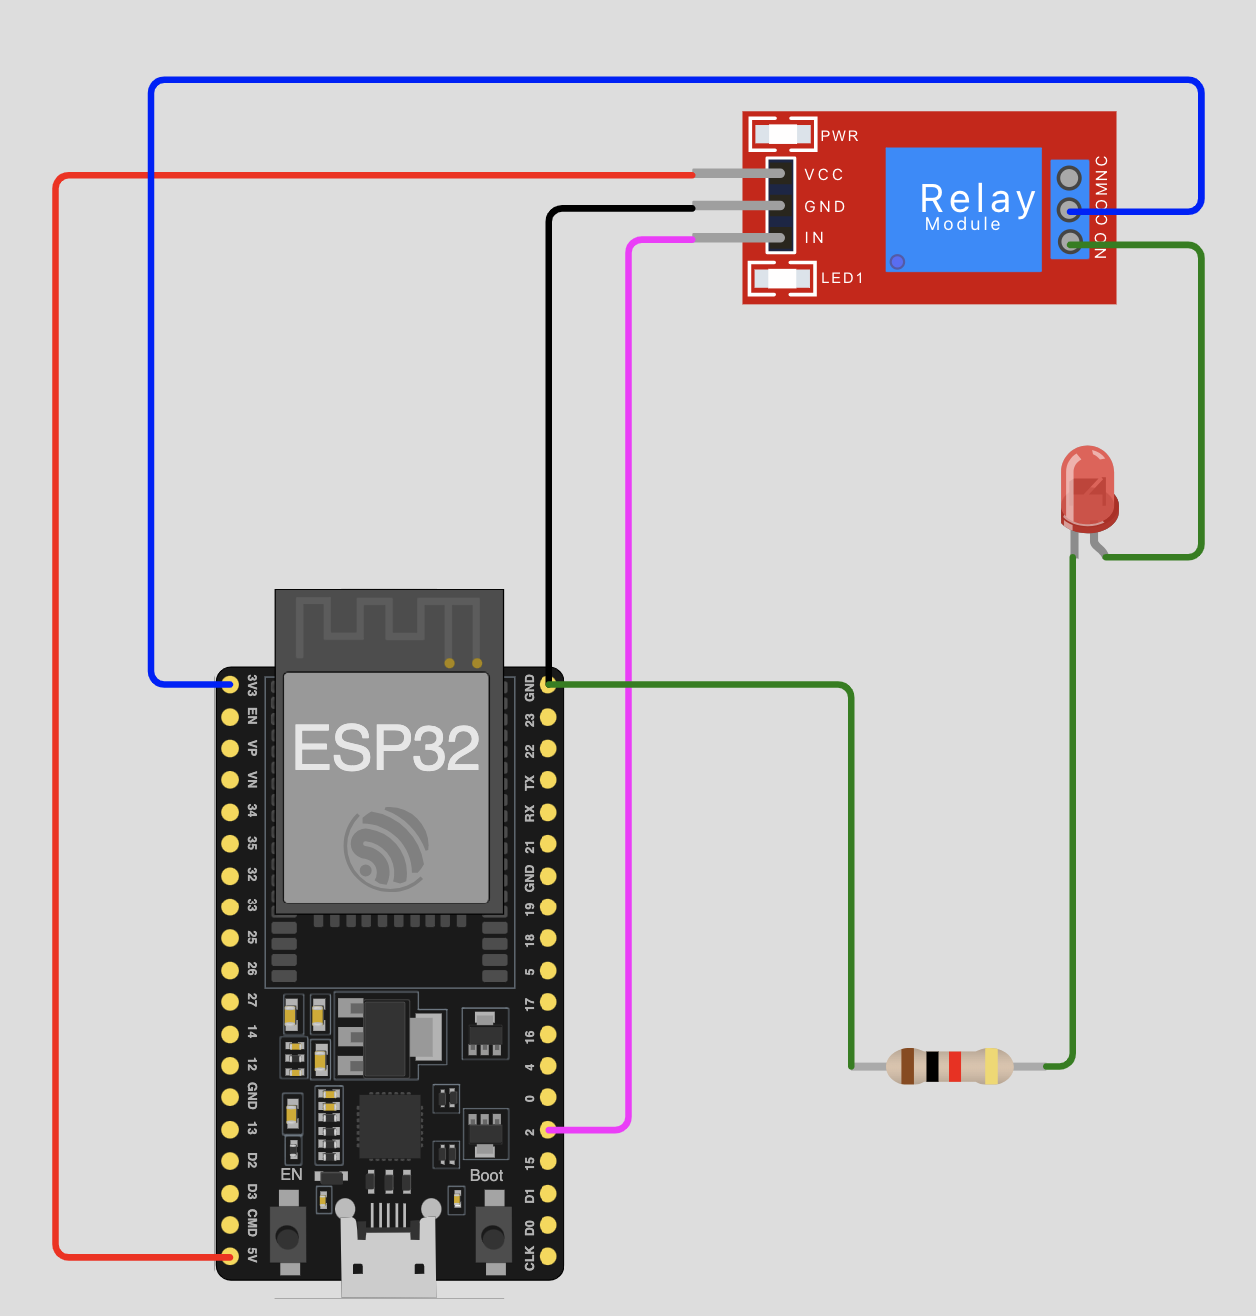 PWR
VCC
GND
IN
LED1
Relay
Module
NC
COM
NO
ESP32
3V3
EN
VP
VN
34
35
32
33
25
26
27
14
12
GND
13
D2
D3
CMD
5V
GND
23
22
TX
RX
21
GND
19
18
5
17
16
4
0
2
15
D1
D0
CLK
EN
Boot